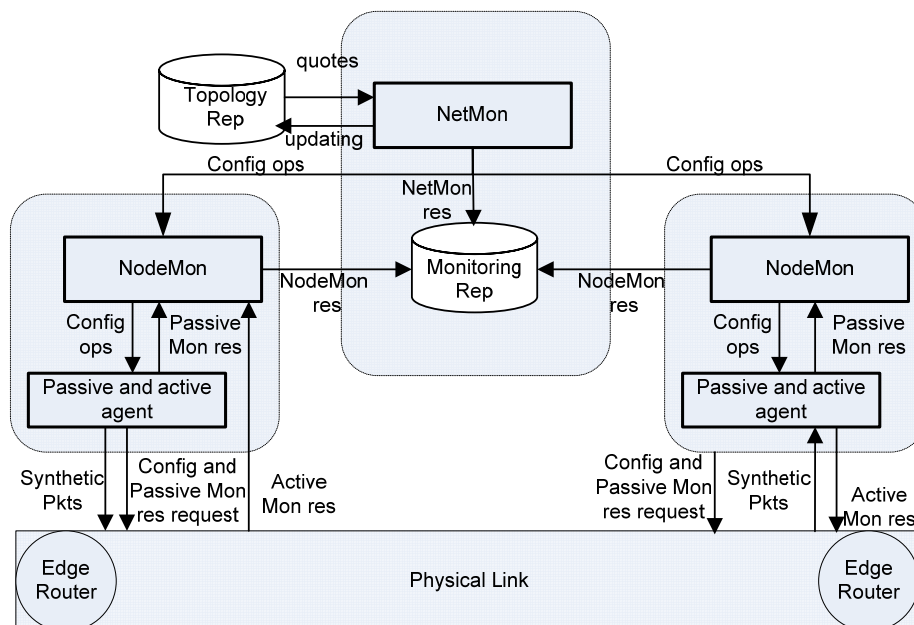 quotes
Topology
Rep
NetMon
updating
Config ops
Config ops
NetMon
res
NodeMon
Monitoring
Rep
NodeMon
NodeMon
res
NodeMon
res
Config
ops
Passive
Mon res
Config
ops
Passive
Mon res
Passive and active
agent
Passive and active
agent
Synthetic
Pkts
Config and
Passive Mon
res request
Active
Mon res
Config and
Passive Mon
res request
Synthetic
Pkts
Active
Mon res
Edge
Router
Physical Link
Edge
Router